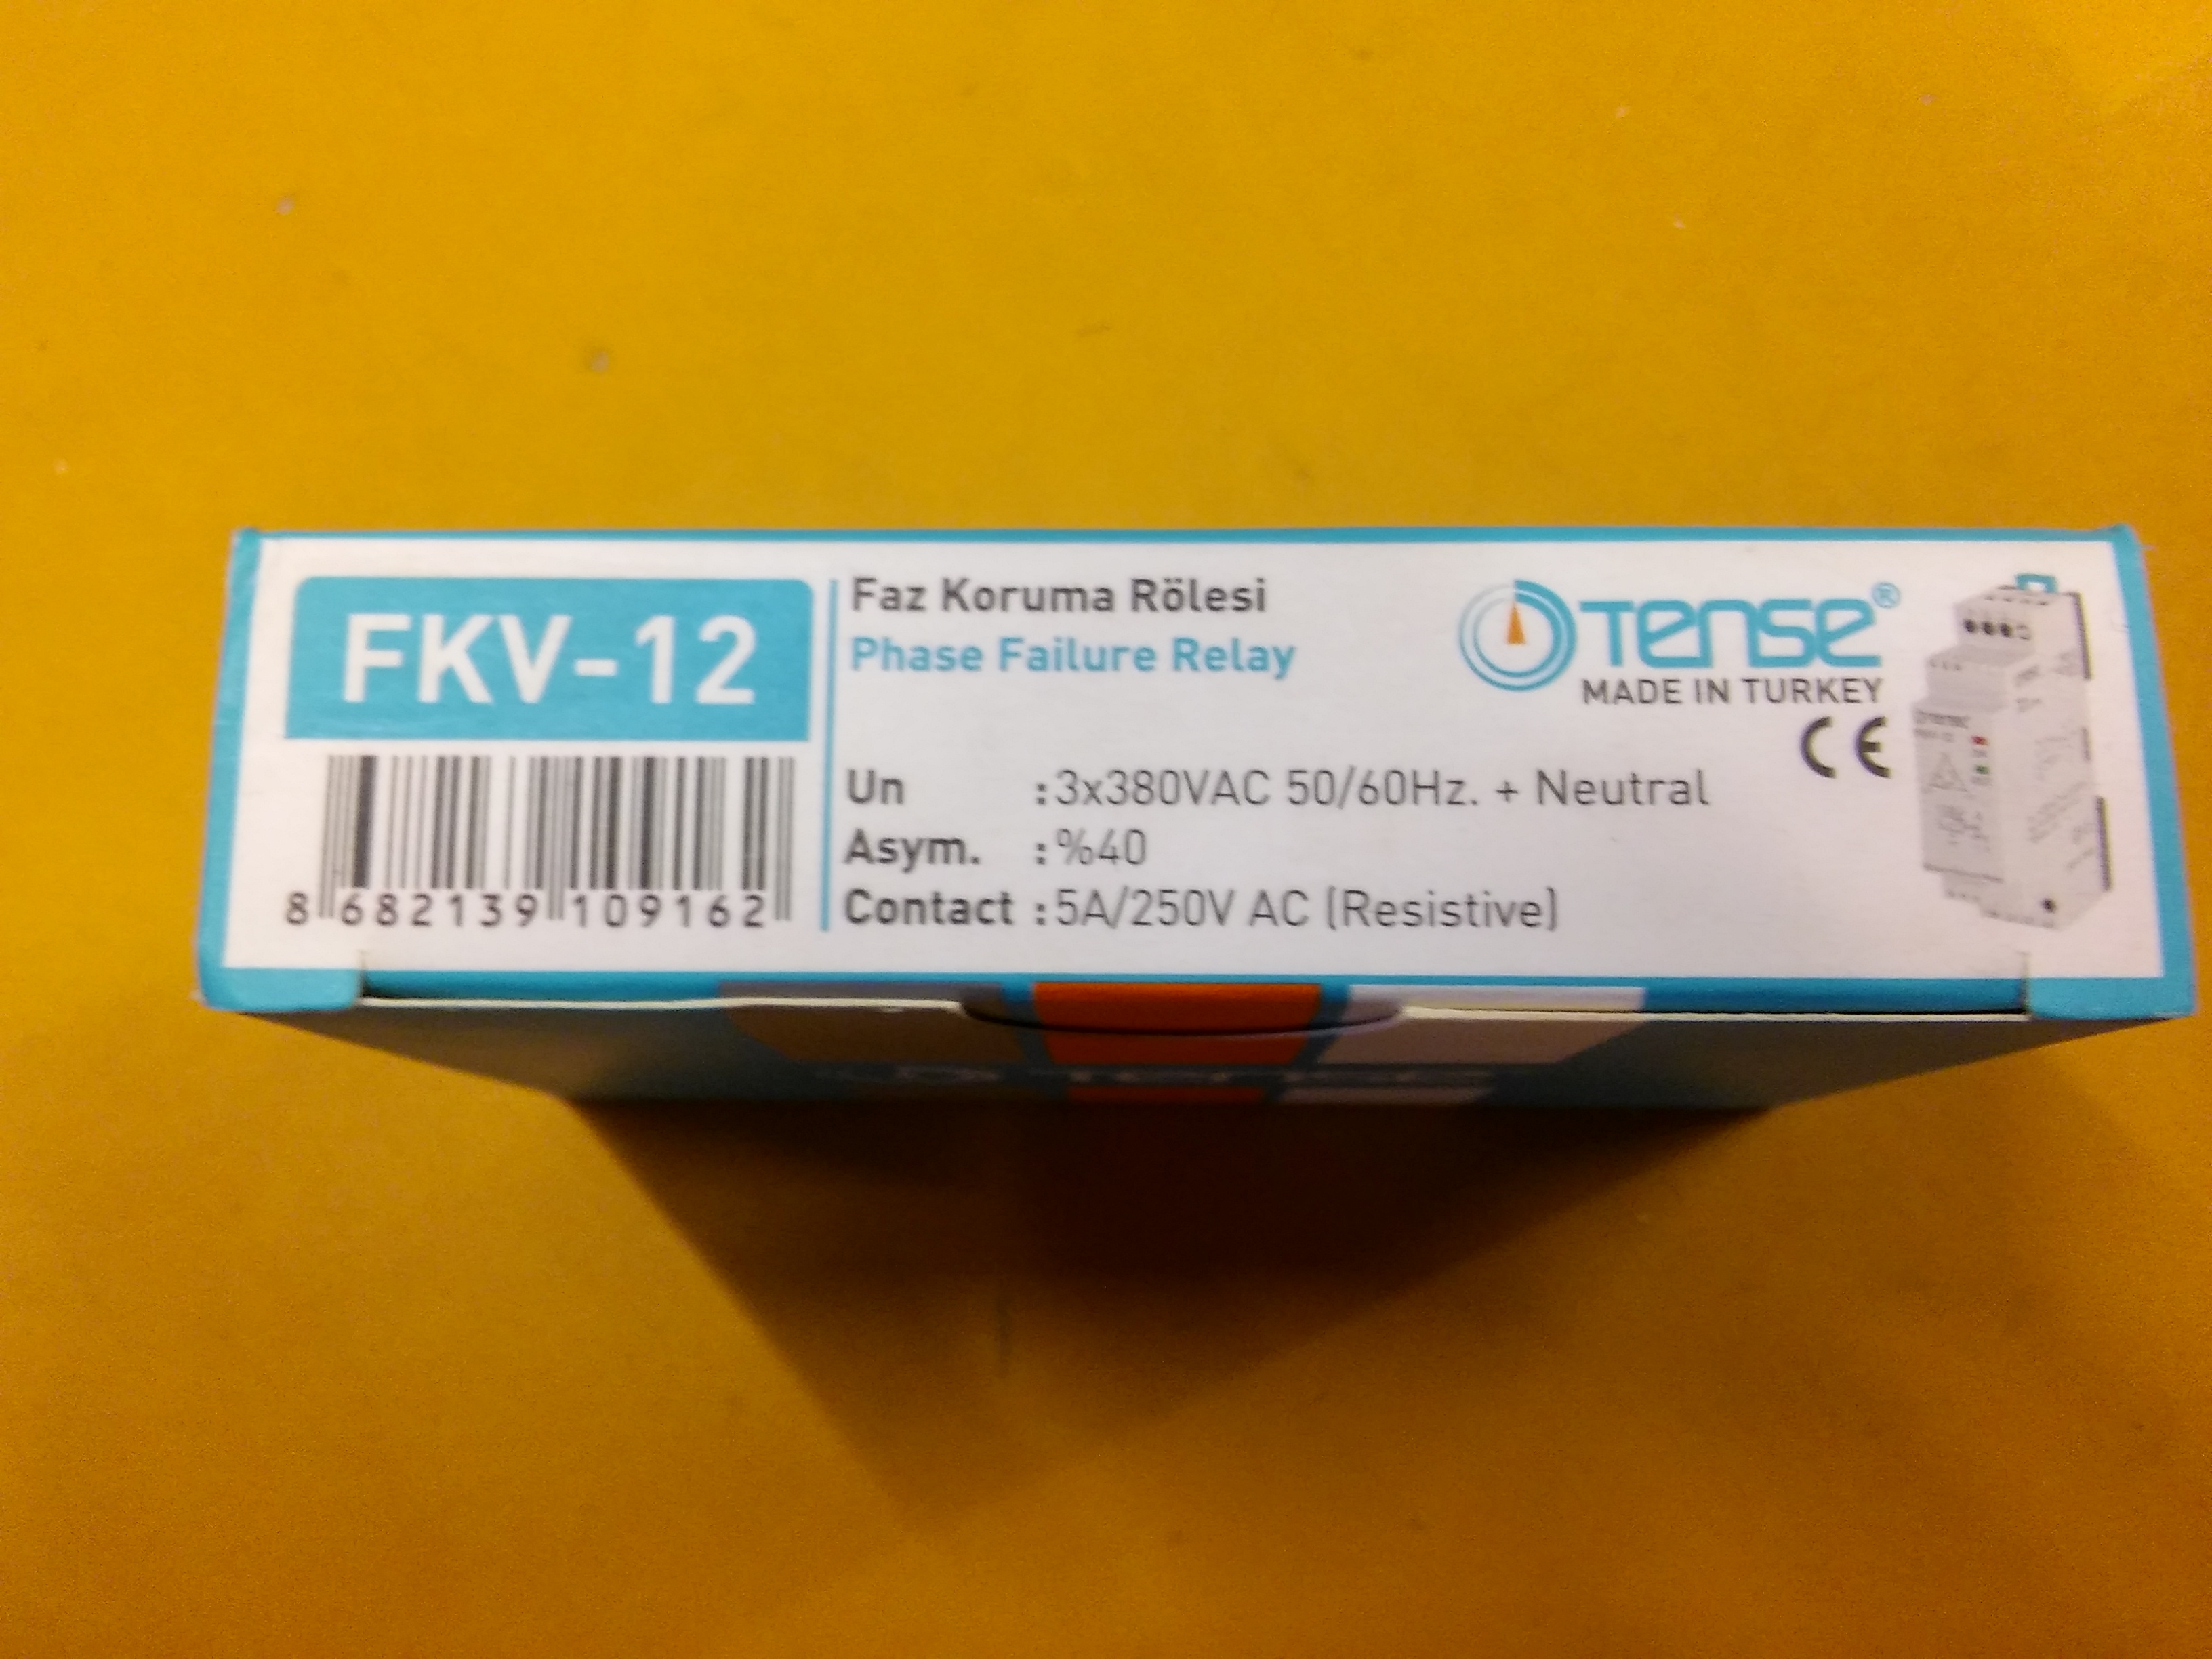 FKV-12
8 682139 109162
Faz Koruma Rölesi
Phase Failure Relay
Un : 3x380VAC 50/60Hz. + Neutral
Asym. : %40
Contact : 5A/250V AC (Resistive)
Tense®
MADE IN TURKEY
CE